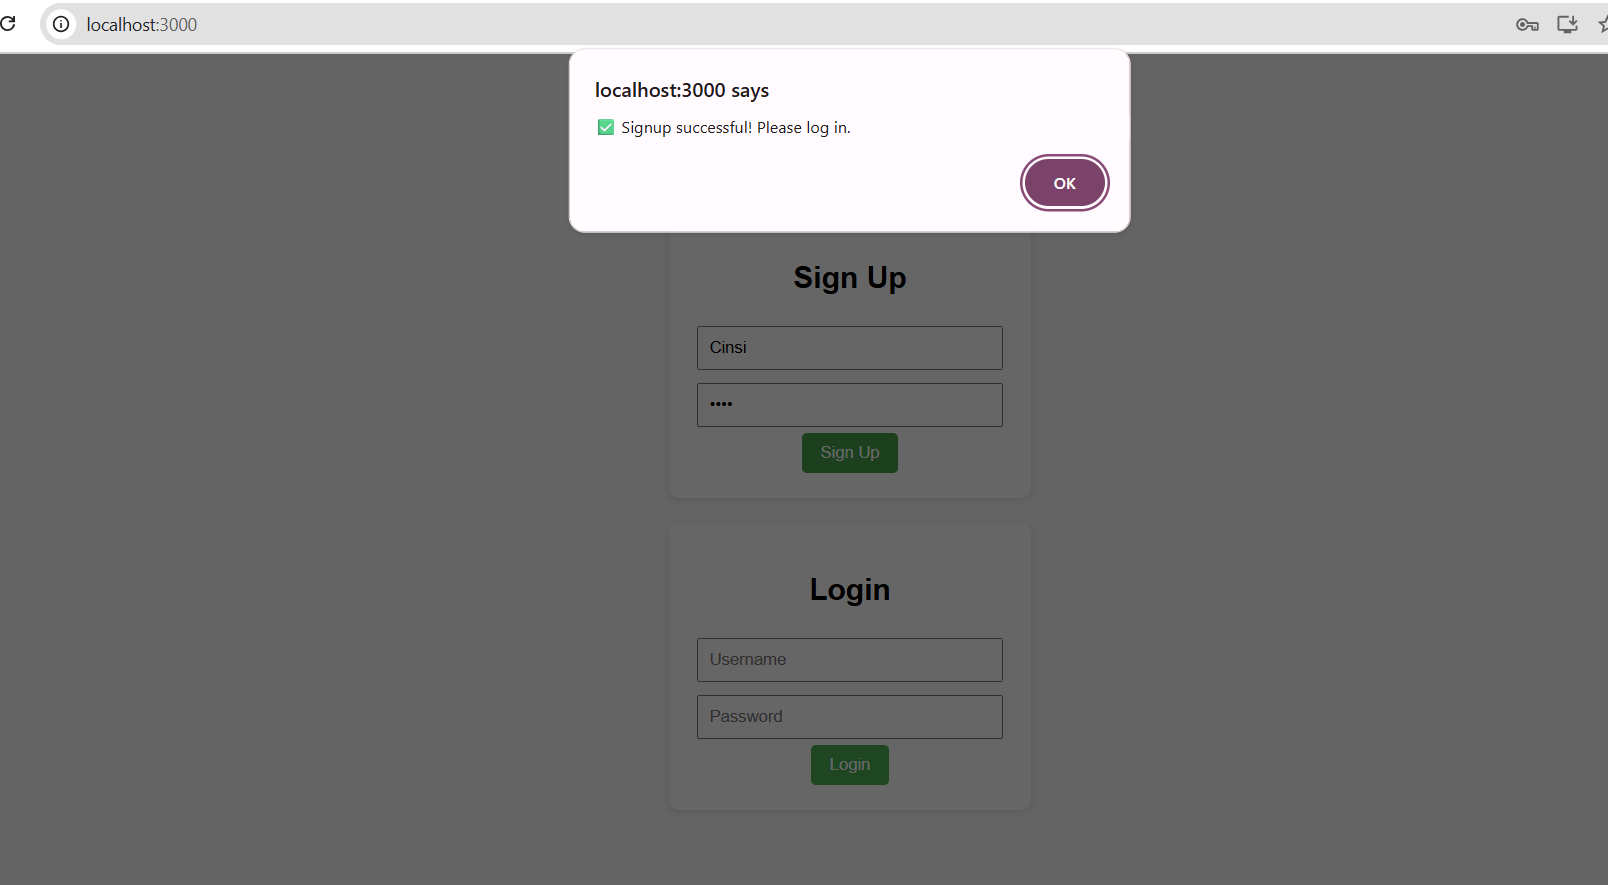 localhost:3000
localhost:3000 says
✅ Signup successful! Please log in.
OK
Sign Up
Cinsi
••••
Sign Up
Login
Username
Password
Login